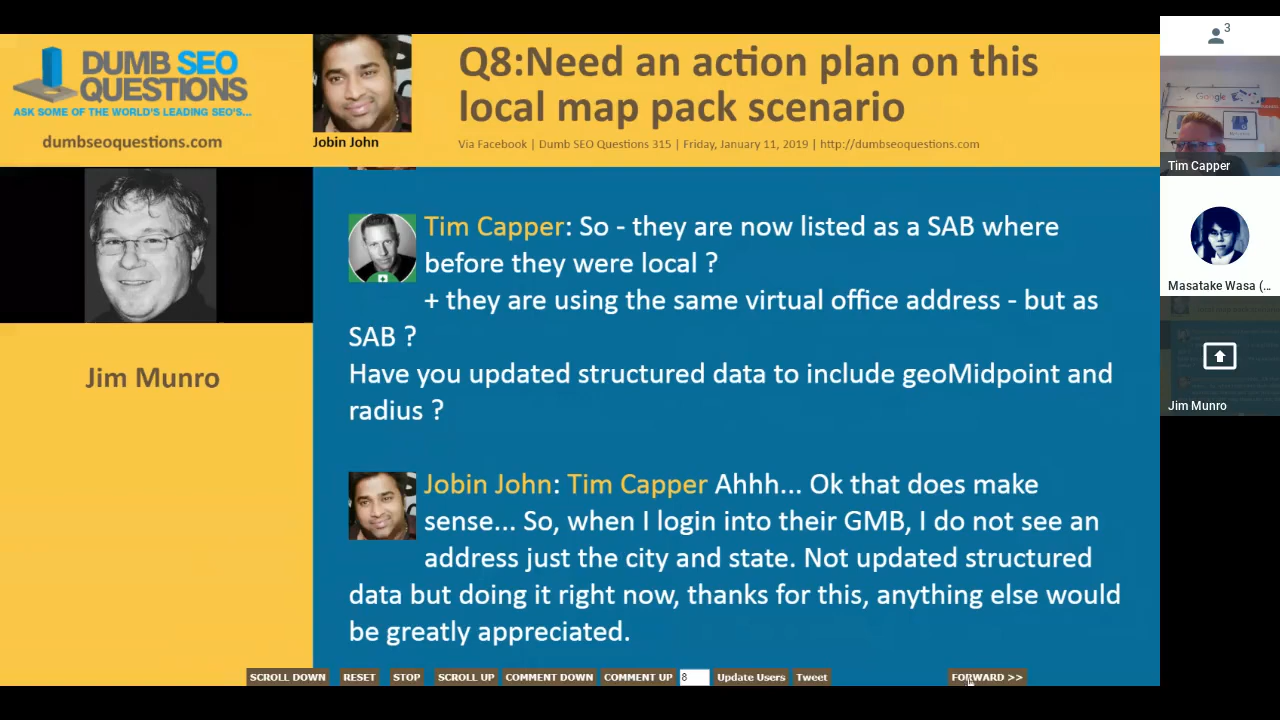 DUMB SEO
QUESTIONS
ASK SOME OF THE WORLD'S LEADING SEO'S...
dumbseoquestions.com
Jobin John
Q8:Need an action plan on this
local map pack scenario
Via Facebook | Dumb SEO Questions 315 | Friday, January 11, 2019 | http://dumbseoquestions.com
Jim Munro
Tim Capper: So - they are now listed as a SAB where
before they were local ?
+ they are using the same virtual office address - but as
SAB ?
Have you updated structured data to include geoMidpoint and
radius ?
Jobin John: Tim Capper Ahhh... Ok that does make
sense... So, when I login into their GMB, I do not see an
address just the city and state. Not updated structured
data but doing it right now, thanks for this, anything else would
be greatly appreciated.
SCROLL DOWN RESET STOP SCROLL UP COMMENT DOWN COMMENT UP 8 Update Users Tweet FORWARD >>
3
Google
Tim Capper
Masatake Wasa (...
Jim Munro